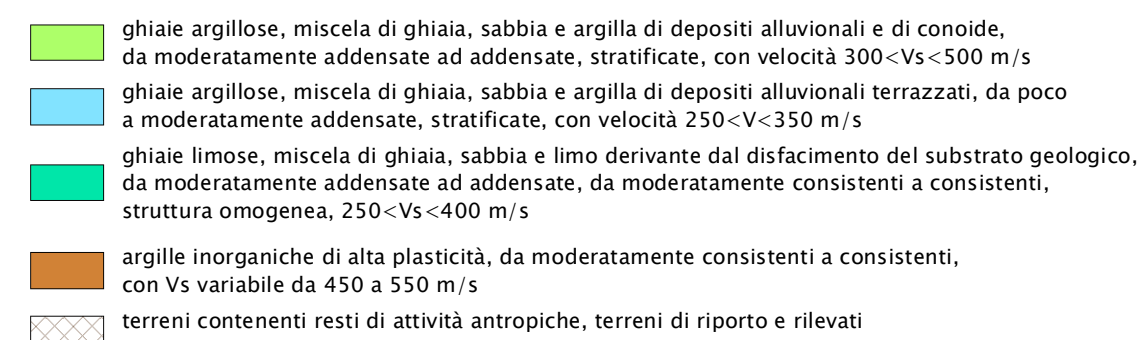 ghiaie argillose, miscela di ghiaia, sabbia e argilla di depositi alluvionali e di conoide,
da moderatamente addensate ad addensate, stratificate, con velocità 300<Vs<500 m/s
ghiaie argillose, miscela di ghiaia, sabbia e argilla di depositi alluvionali terrazzati, da poco
a moderatamente addensate, stratificate, con velocità 250<V<350 m/s
ghiaie limose, miscela di ghiaia, sabbia e limo derivante dal disfacimento del substrato geologico,
da moderatamente addensate ad addensate, da moderatamente consistenti a consistenti,
struttura omogenea, 250<Vs<400 m/s
argille inorganiche di alta plasticità, da moderatamente consistenti a consistenti,
con Vs variabile da 450 a 550 m/s
terreni contenenti resti di attività antropiche, terreni di riporto e rilevati